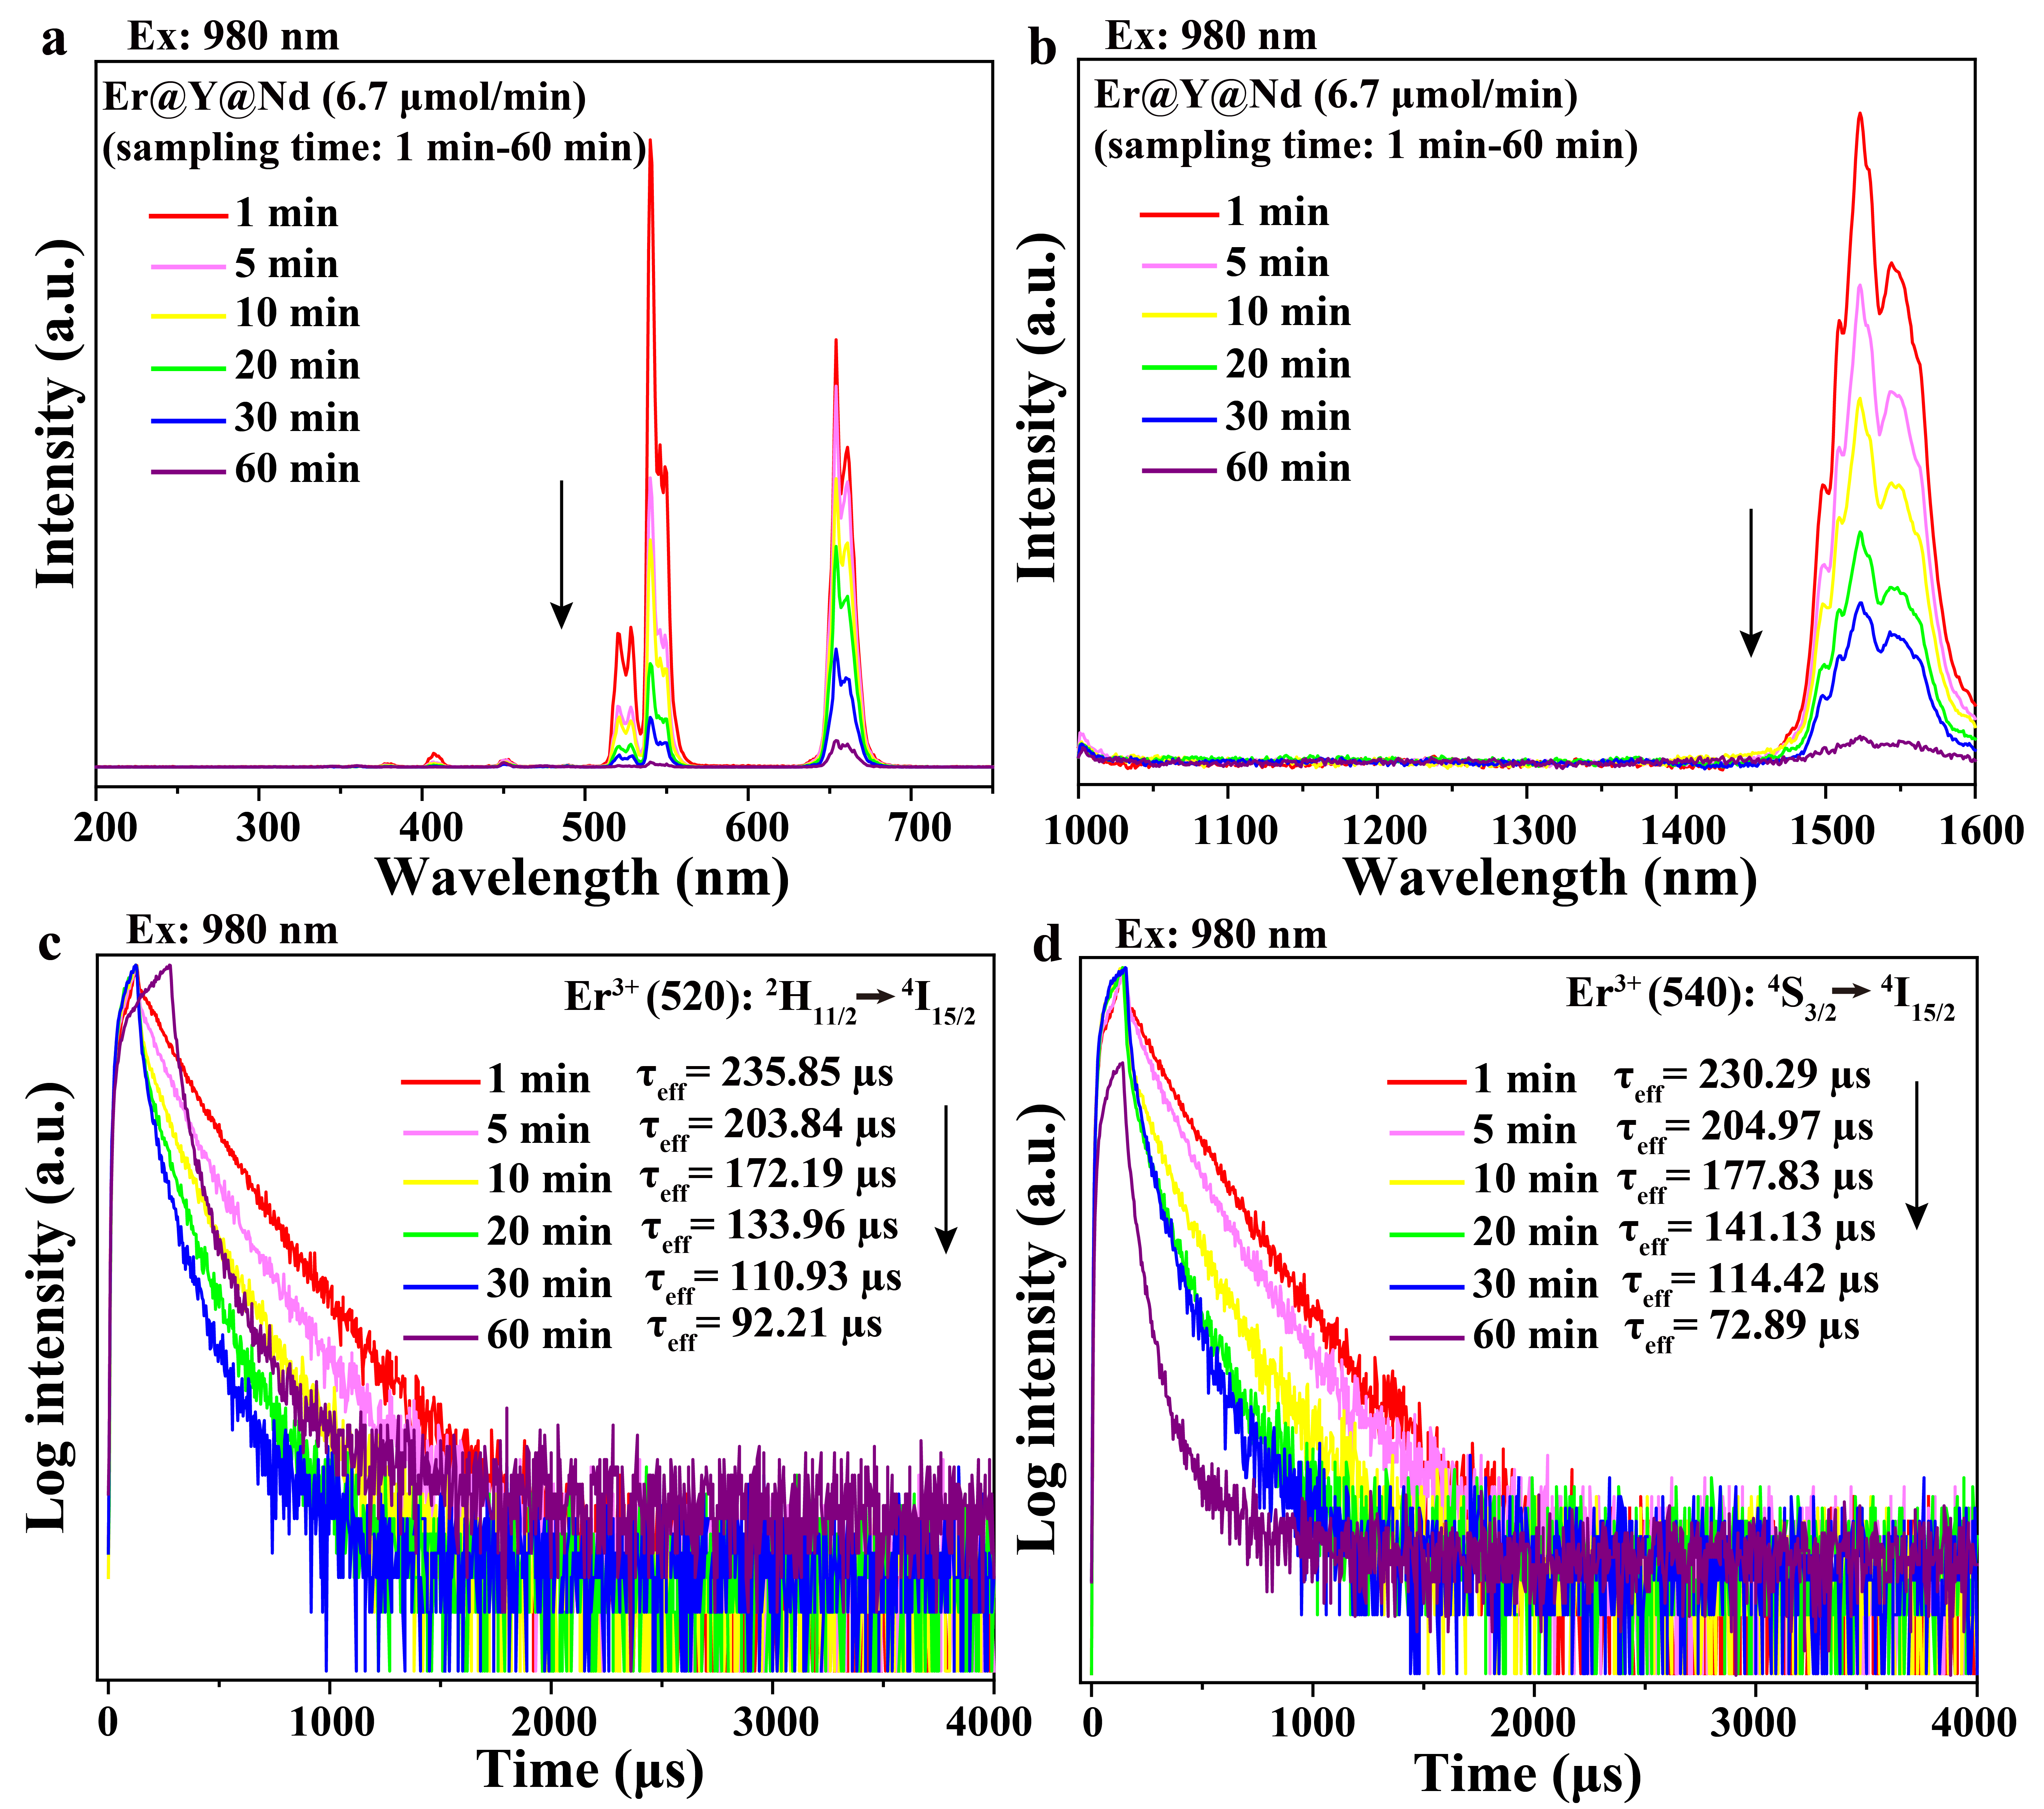 a
Ex: 980 nm
Er@Y@Nd (6.7 μmol/min)
(sampling time: 1 min-60 min)
1 min
5 min
10 min
20 min
30 min
60 min
Intensity (a.u.)
200 300 400 500 600 700
Wavelength (nm)
b
Ex: 980 nm
Er@Y@Nd (6.7 μmol/min)
(sampling time: 1 min-60 min)
1 min
5 min
10 min
20 min
30 min
60 min
Intensity (a.u.)
1000 1100 1200 1300 1400 1500 1600
Wavelength (nm)
c
Ex: 980 nm
Er³⁺ (520): ²H₁₁/₂ → ⁴I₁₅/₂
1 min τeff= 235.85 μs
5 min τeff= 203.84 μs
10 min τeff= 172.19 μs
20 min τeff= 133.96 μs
30 min τeff= 110.93 μs
60 min τeff= 92.21 μs
Log intensity (a.u.)
0 1000 2000 3000 4000
Time (μs)
d
Ex: 980 nm
Er³⁺ (540): ⁴S₃/₂ → ⁴I₁₅/₂
1 min τeff= 230.29 μs
5 min τeff= 204.97 μs
10 min τeff= 177.83 μs
20 min τeff= 141.13 μs
30 min τeff= 114.42 μs
60 min τeff= 72.89 μs
Log intensity (a.u.)
0 1000 2000 3000 4000
Time (μs)